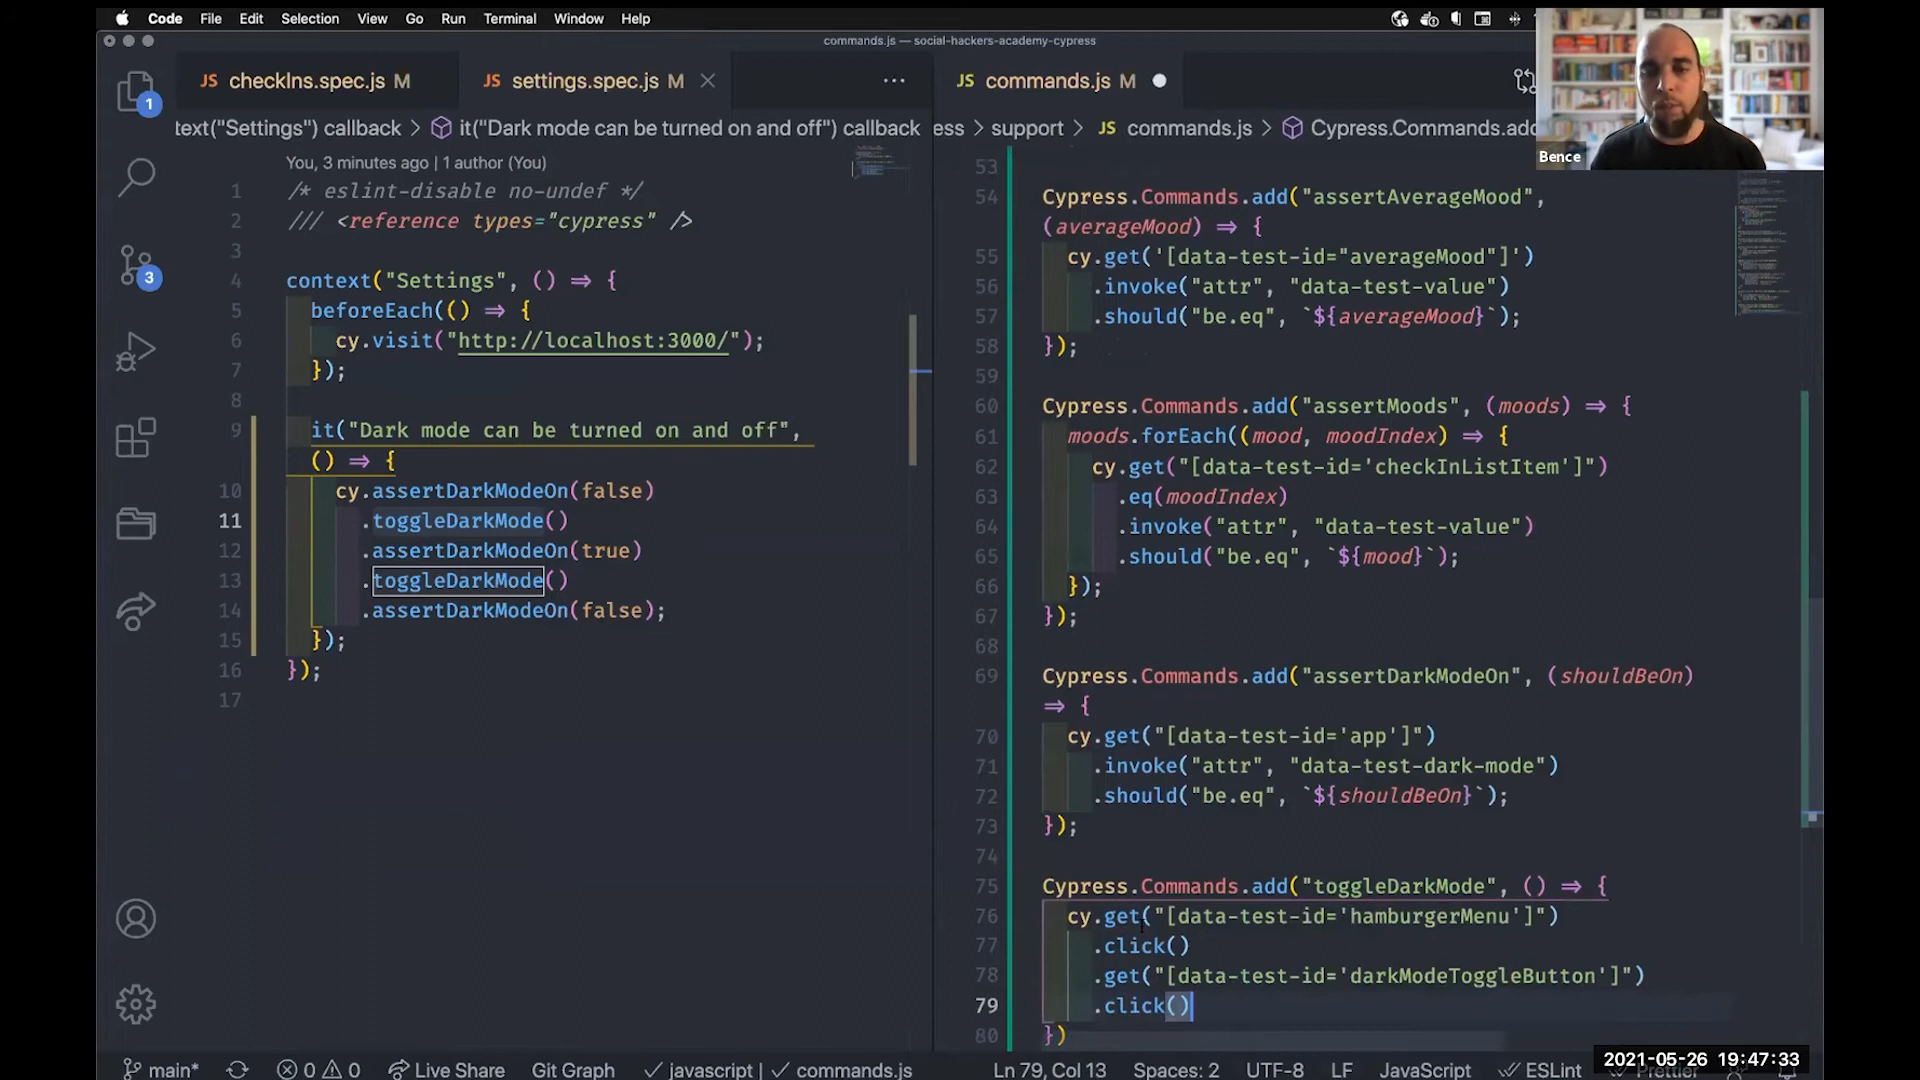 Code File Edit Selection View Go Run Terminal Window Help
commands.js — social-hackers-academy-cypress
JS checkIns.spec.js M
JS settings.spec.js M
JS commands.js M
text("Settings") callback > it("Dark mode can be turned on and off") callback
ess > support > JS commands.js > Cypress.Commands.add
Bence
1
3
You, 3 minutes ago | 1 author (You)
1 /* eslint-disable no-undef */
2 /// <reference types="cypress" />
3
4 context("Settings", () => {
5 beforeEach(() => {
6 cy.visit("http://localhost:3000/");
7 });
8
9 it("Dark mode can be turned on and off",
() => {
10 cy.assertDarkModeOn(false)
11 .toggleDarkMode()
12 .assertDarkModeOn(true)
13 .toggleDarkMode()
14 .assertDarkModeOn(false);
15 });
16 });
17
53
54 Cypress.Commands.add("assertAverageMood",
(averageMood) => {
55 cy.get('[data-test-id="averageMood"]')
56 .invoke("attr", "data-test-value")
57 .should("be.eq", `${averageMood}`);
58 });
59
60 Cypress.Commands.add("assertMoods", (moods) => {
61 moods.forEach((mood, moodIndex) => {
62 cy.get("[data-test-id='checkInListItem']")
63 .eq(moodIndex)
64 .invoke("attr", "data-test-value")
65 .should("be.eq", `${mood}`);
66 });
67 });
68
69 Cypress.Commands.add("assertDarkModeOn", (shouldBeOn)
=> {
70 cy.get("[data-test-id='app']")
71 .invoke("attr", "data-test-dark-mode")
72 .should("be.eq", `${shouldBeOn}`);
73 });
74
75 Cypress.Commands.add("toggleDarkMode", () => {
76 cy.get("[data-test-id='hamburgerMenu']")
77 .click()
78 .get("[data-test-id='darkModeToggleButton']")
79 .click()
80 })
main* 0 0 Live Share Git Graph javascript | commands.js Ln 79, Col 13 Spaces: 2 UTF-8 LF JavaScript ESLint Prettier
2021-05-26 19:47:33